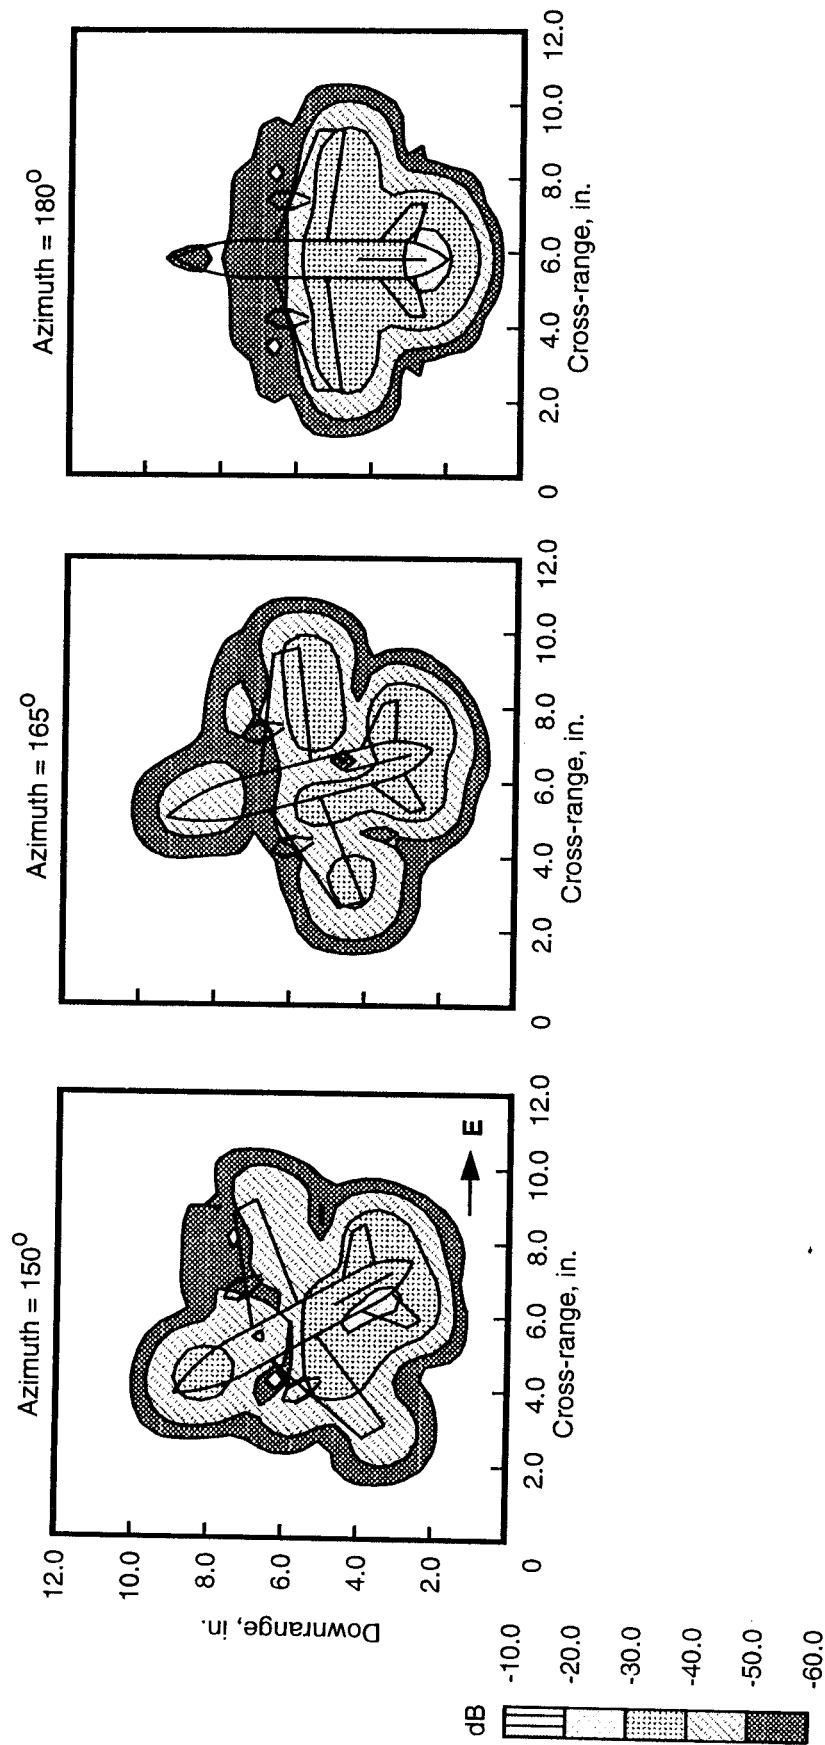 Azimuth = 150°
Azimuth = 165°
Azimuth = 180°
12.0
10.0
8.0
6.0
4.0
2.0
Downrange, in.
E
0 2.0 4.0 6.0 8.0 10.0 12.0
Cross-range, in.
0 2.0 4.0 6.0 8.0 10.0 12.0
Cross-range, in.
0 2.0 4.0 6.0 8.0 10.0 12.0
Cross-range, in.
dB
-10.0
-20.0
-30.0
-40.0
-50.0
-60.0